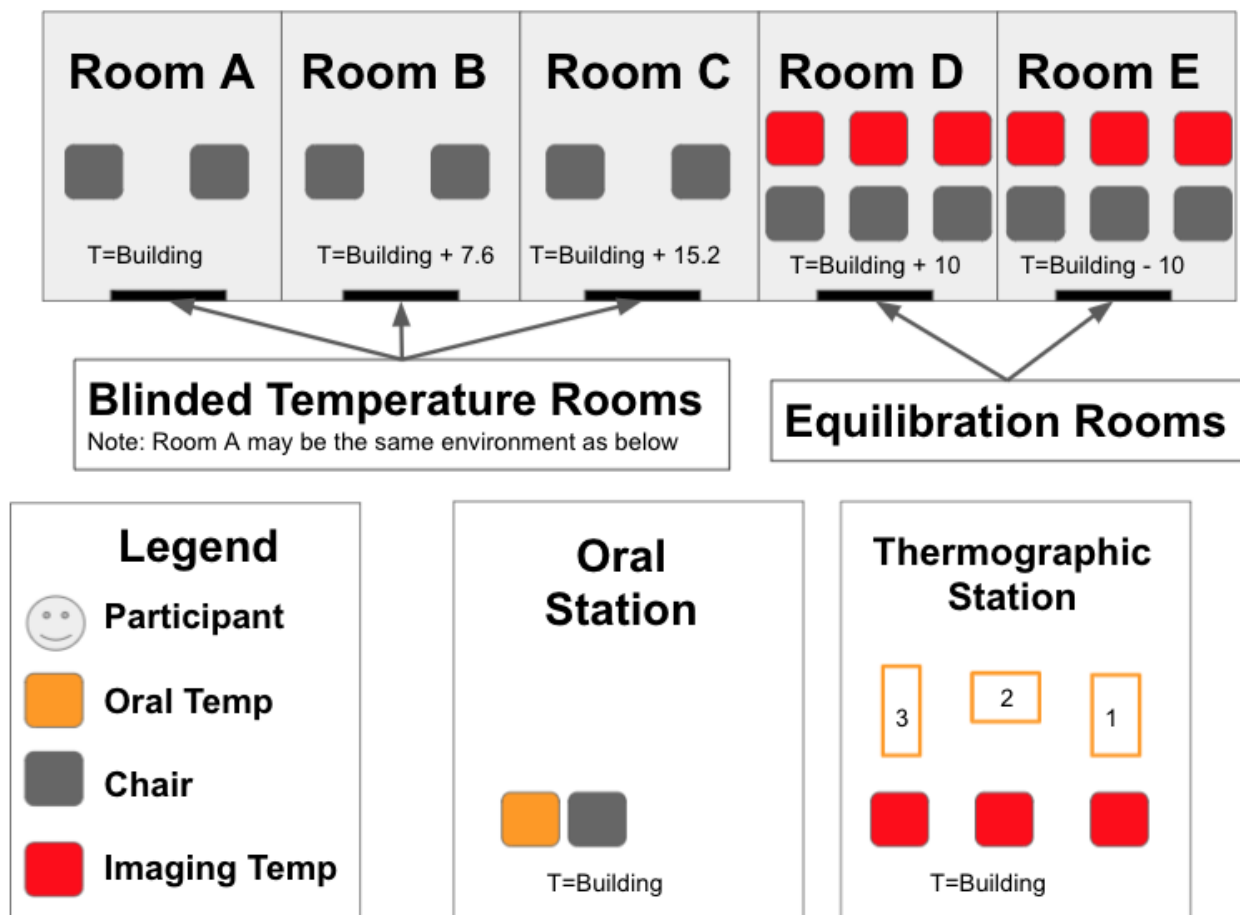 Room A
Room B
Room C
Room D
Room E
T=Building
T=Building + 7.6
T=Building + 15.2
T=Building + 10
T=Building - 10
Blinded Temperature Rooms
Note: Room A may be the same environment as below
Equilibration Rooms
Legend
Participant
Oral Temp
Chair
Imaging Temp
Oral
Station
T=Building
Thermographic
Station
3
2
1
T=Building